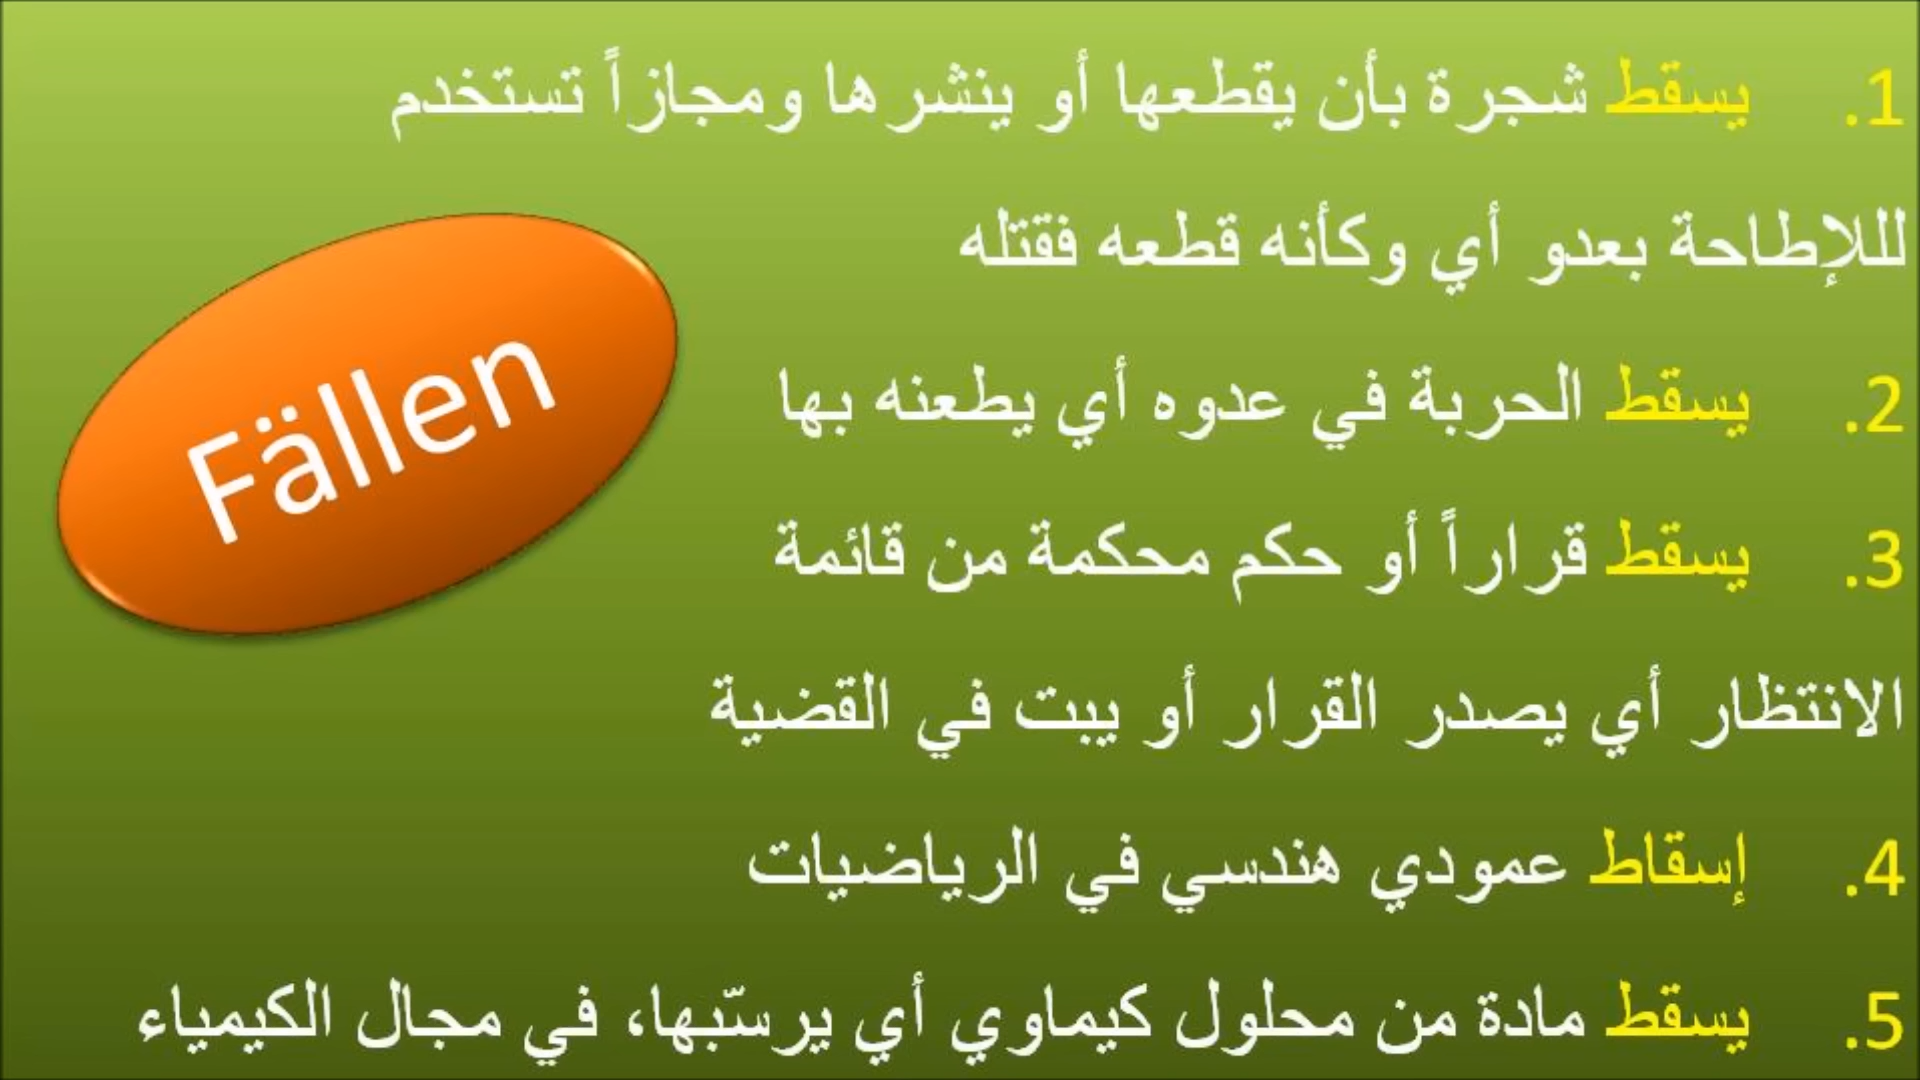 1. يسقط شجرة بأن يقطعها أو ينشرها ومجازاً تستخدم
لللإطاحة بعدو أي وكأنه قطعه فقتله
2. يسقط الحربة في عدوه أي يطعنه بها
3. يسقط قراراً أو حكم محكمة من قائمة
الانتظار أي يصدر القرار أو يبت في القضية
4. إسقاط عمودي هندسي في الرياضيات
5. يسقط مادة من محلول كيماوي أي يرسّبها، في مجال الكيمياء
Fällen